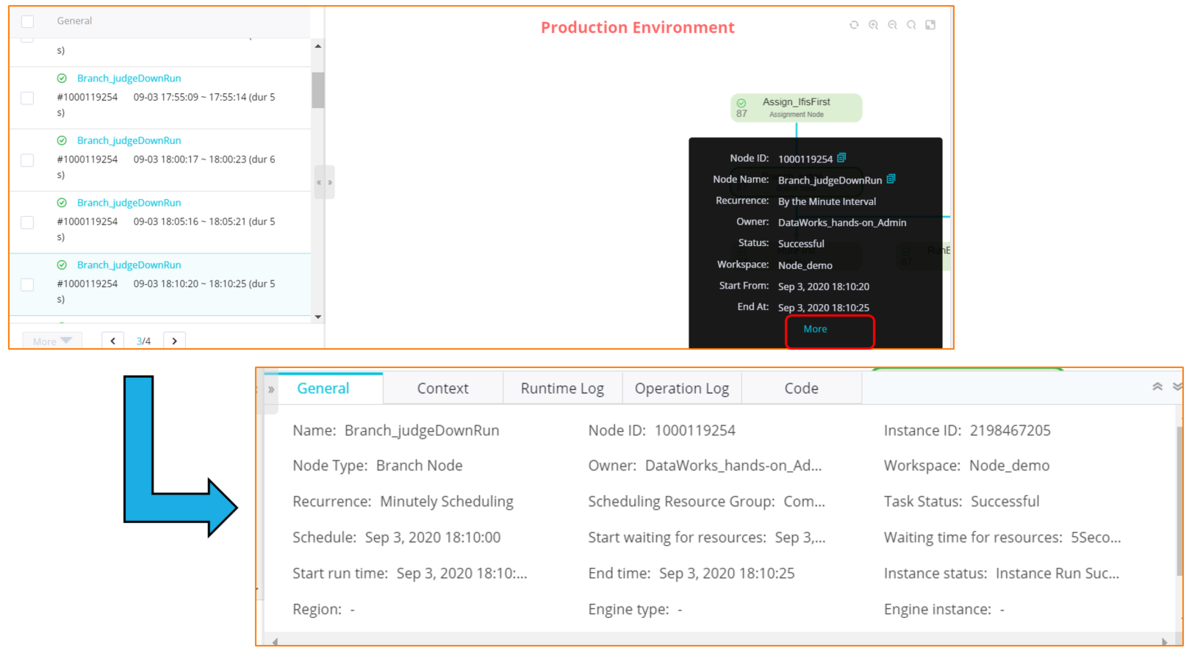 General
s)
Branch_judgeDownRun
#1000119254 09-03 17:55:09 ~ 17:55:14 (dur 5
s)
Branch_judgeDownRun
#1000119254 09-03 18:00:17 ~ 18:00:23 (dur 6
s)
Branch_judgeDownRun
#1000119254 09-03 18:05:16 ~ 18:05:21 (dur 5
s)
Branch_judgeDownRun
#1000119254 09-03 18:10:20 ~ 18:10:25 (dur 5
s)
More
3/4
Production Environment
Assign_IfisFirst
87 Assignment Node
Node ID: 1000119254
Node Name: Branch_judgeDownRun
Recurrence: By the Minute Interval
Owner: DataWorks_hands-on_Admin
Status: Successful
Workspace: Node_demo
Start From: Sep 3, 2020 18:10:20
End At: Sep 3, 2020 18:10:25
More
General Context Runtime Log Operation Log Code
Name: Branch_judgeDownRun Node ID: 1000119254 Instance ID: 2198467205
Node Type: Branch Node Owner: DataWorks_hands-on_Ad... Workspace: Node_demo
Recurrence: Minutely Scheduling Scheduling Resource Group: Com... Task Status: Successful
Schedule: Sep 3, 2020 18:10:00 Start waiting for resources: Sep 3,... Waiting time for resources: 5Seco...
Start run time: Sep 3, 2020 18:10:... End time: Sep 3, 2020 18:10:25 Instance status: Instance Run Suc...
Region: - Engine type: - Engine instance: -